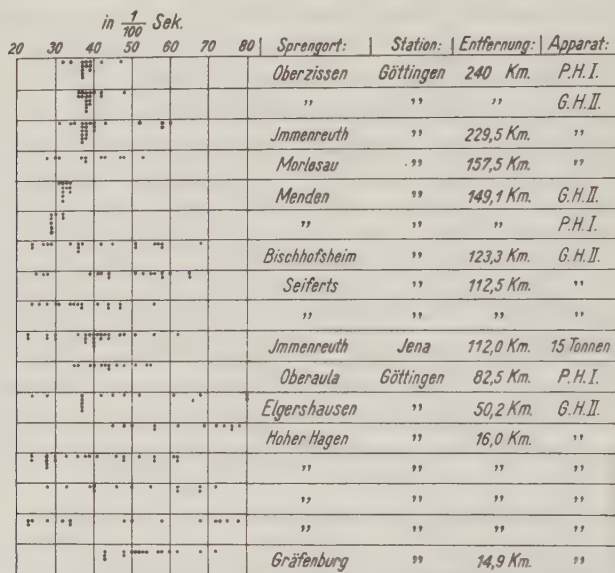 in 1/100 Sek.
20 30 40 50 60 70 80 Sprengort: Station: Entfernung: Apparat:
Oberzissen Göttingen 240 Km. P.H.I.
" " " G.H.II.
Jmmenreuth " 229,5 Km. "
Morlesau " 157,5 Km. "
Menden " 149,1 Km. G.H.II.
" " " P.H.I.
Bischhofsheim " 123,3 Km. G.H.II.
Seiferts " 112,5 Km. "
" " " "
Jmmenreuth Jena 112,0 Km. 15 Tonnen
Oberaula Göttingen 82,5 Km. P.H.I.
Elgershausen " 50,2 Km. G.H.II.
Hoher Hagen " 16,0 Km. "
" " " "
" " " "
" " " "
Gräfenburg " 14,9 Km. "